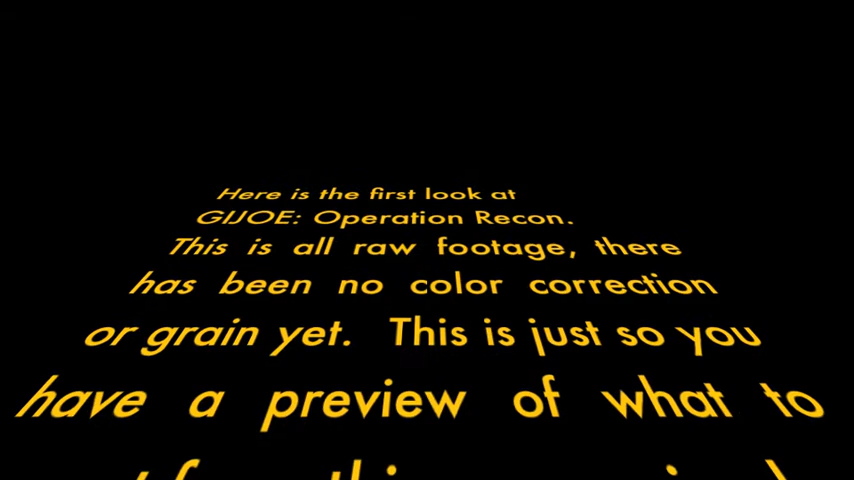 Here is the first look at
GIJOE: Operation Recon.
This is all raw footage, there
has been no color correction
or grain yet. This is just so you
have a preview of what to